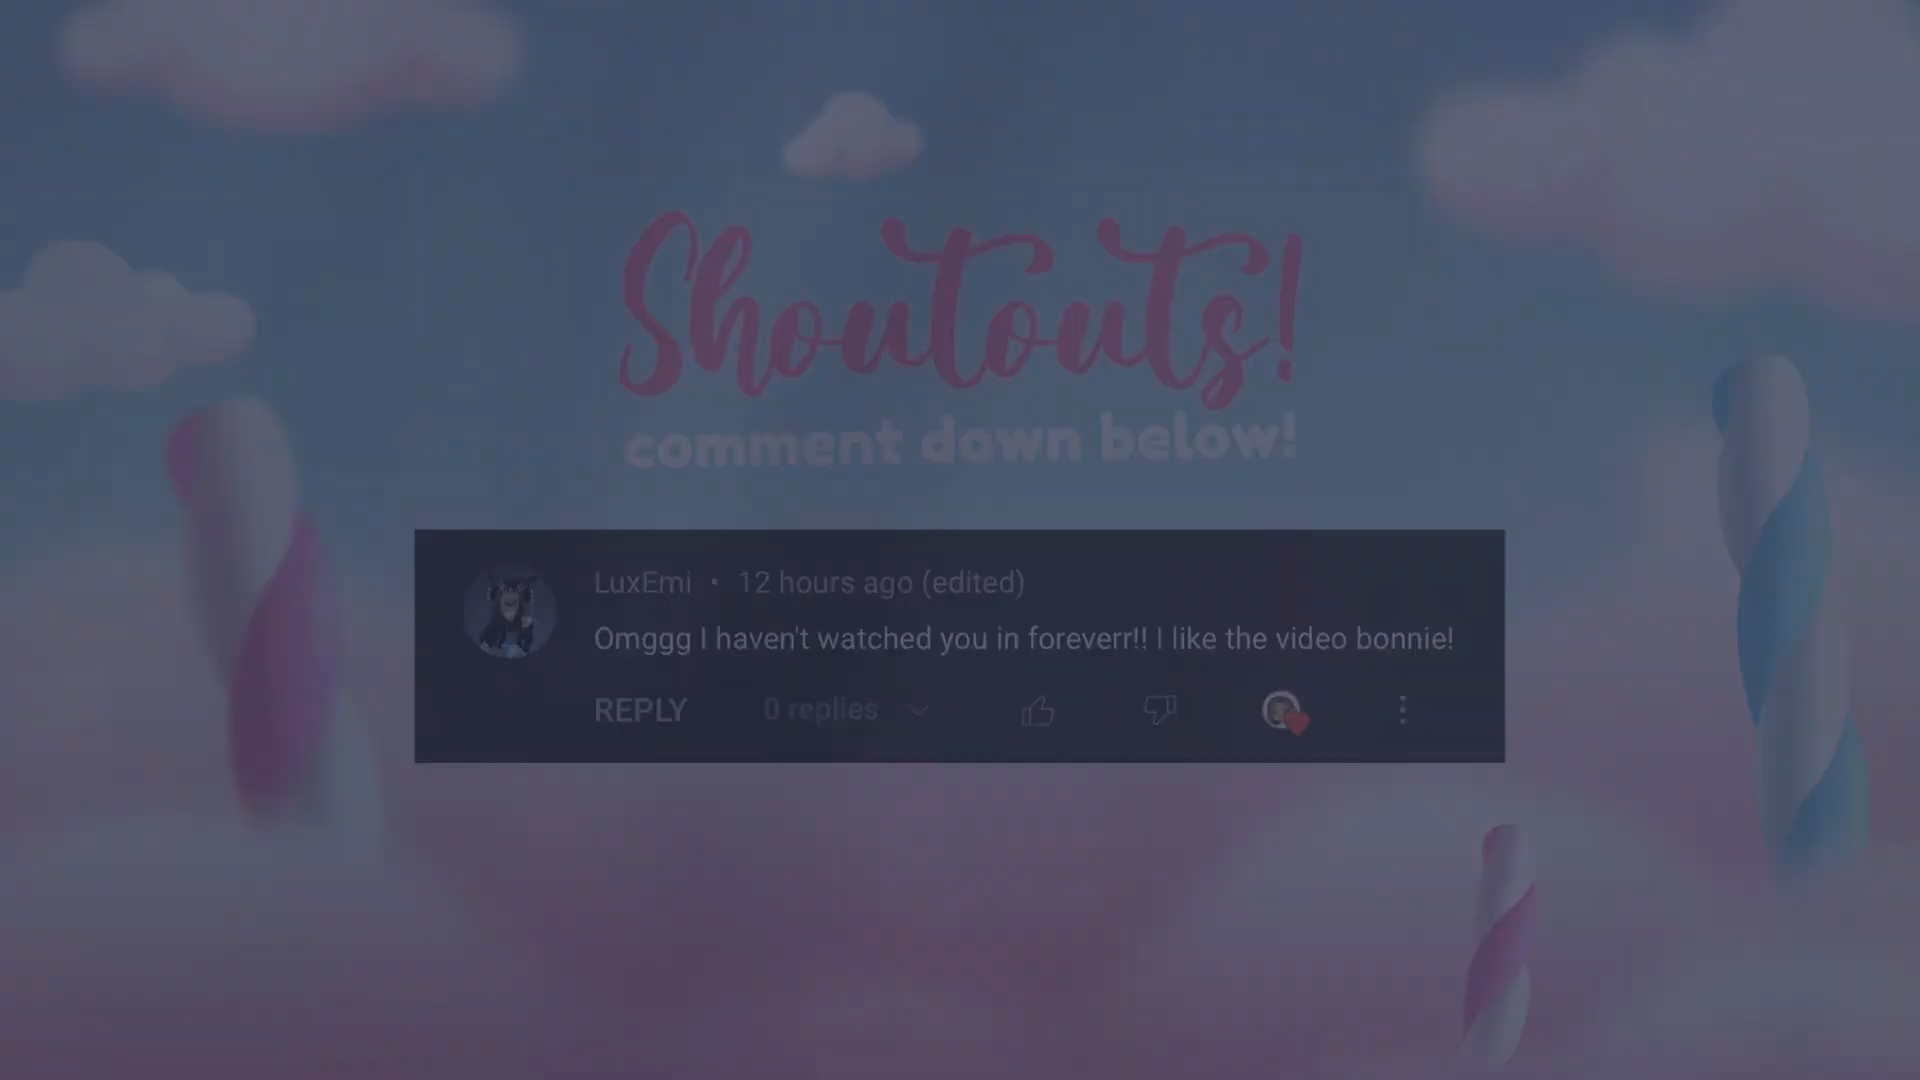 Shoutouts!
comment down below!
LuxEmi • 12 hours ago (edited)
Omggg I haven't watched you in foreverr!! I like the video bonnie!
REPLY 0 replies